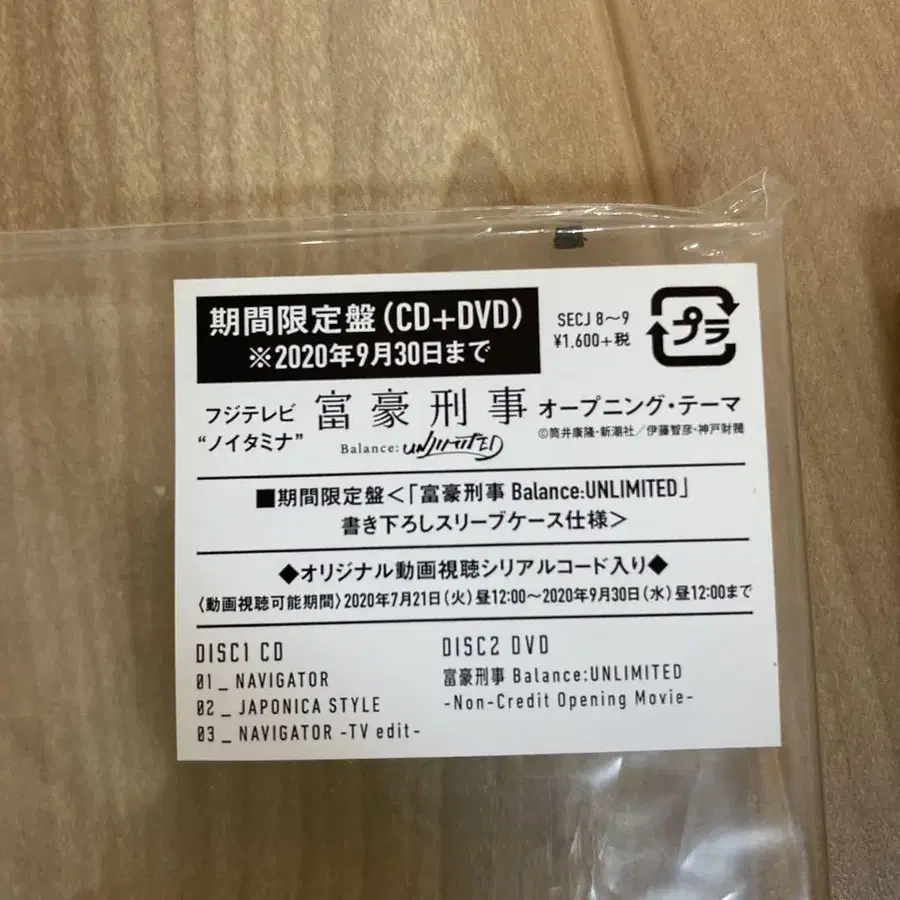 期間限定盤(CD+DVD)
※2020年9月30日まで
SECJ 8〜9
¥1,600+税
プラ
フジテレビ
“ノイタミナ”
富豪刑事
Balance: UNLIMITED
オープニング・テーマ
©筒井康隆・新潮社/伊藤智彦・神戸財閥
■期間限定盤<「富豪刑事 Balance:UNLIMITED」
書き下ろしスリーブケース仕様>
◆オリジナル動画視聴シリアルコード入り◆
〈動画視聴可能期間〉2020年7月21日(火)昼12:00〜2020年9月30日(水)昼12:00まで
DISC1 CD
01_ NAVIGATOR
02_ JAPONICA STYLE
03_ NAVIGATOR -TV edit-
DISC2 DVD
富豪刑事 Balance:UNLIMITED
-Non-Credit Opening Movie-